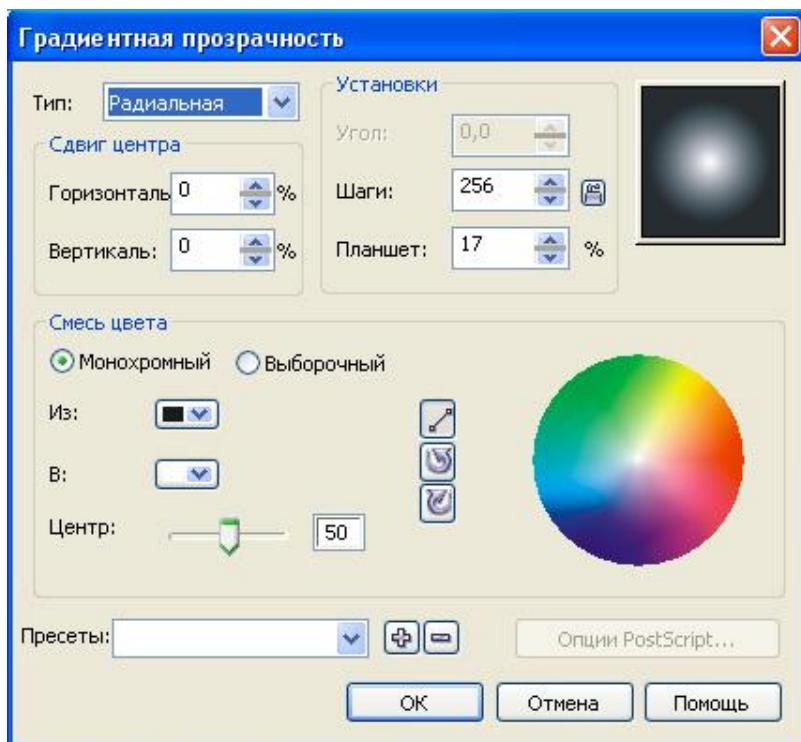 Градиентная прозрачность
Тип: Радиальная
Сдвиг центра
Горизонталь 0 %
Вертикаль: 0 %
Установки
Угол: 0,0
Шаги: 256
Планшет: 17 %
Смесь цвета
Монохромный Выборочный
Из:
В:
Центр: 50
Пресеты:
Опции PostScript...
ОК Отмена Помощь